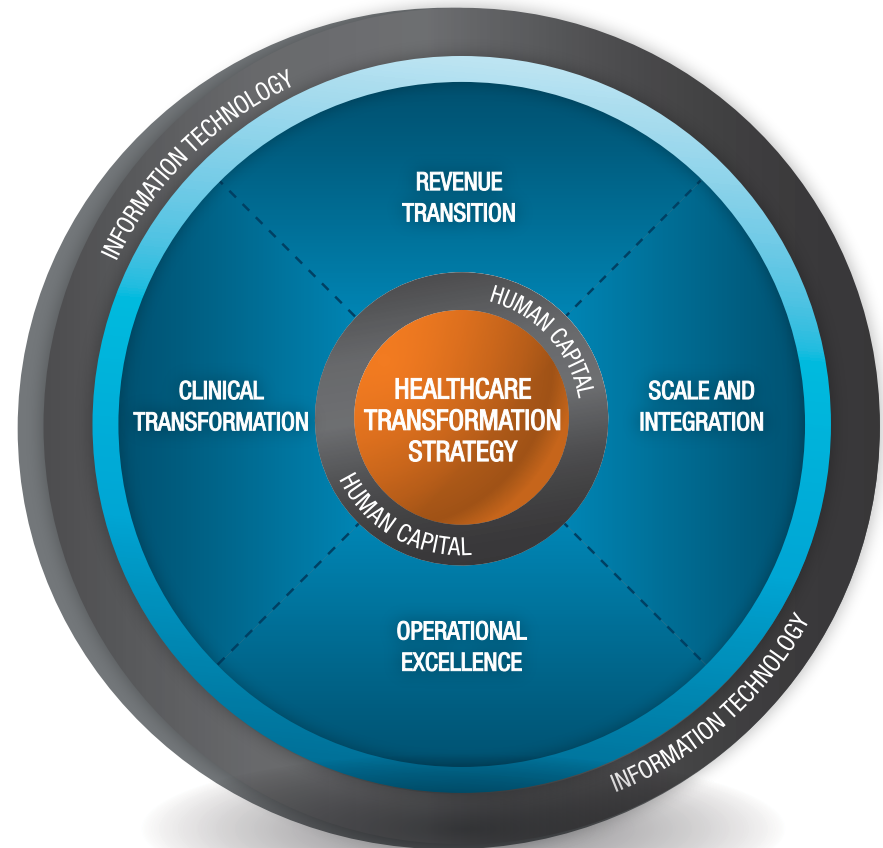 INFORMATION TECHNOLOGY
REVENUE
TRANSITION
HUMAN CAPITAL
CLINICAL
TRANSFORMATION
HEALTHCARE
TRANSFORMATION
STRATEGY
SCALE AND
INTEGRATION
HUMAN CAPITAL
OPERATIONAL
EXCELLENCE
INFORMATION TECHNOLOGY